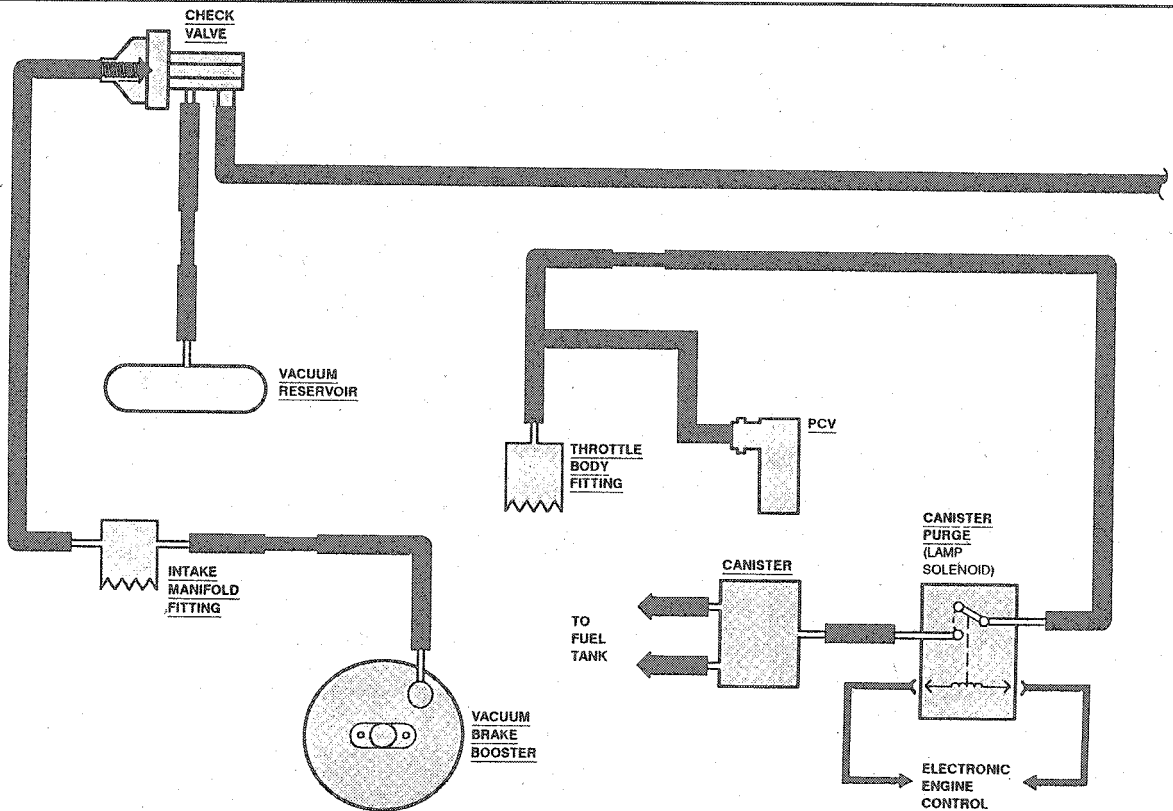 CHECK
VALVE
VACUUM
RESERVOIR
THROTTLE
BODY
FITTING
PCV
INTAKE
MANIFOLD
FITTING
CANISTER
CANISTER
PURGE
(LAMP
SOLENOID)
TO
FUEL
TANK
VACUUM
BRAKE
BOOSTER
ELECTRONIC
ENGINE
CONTROL